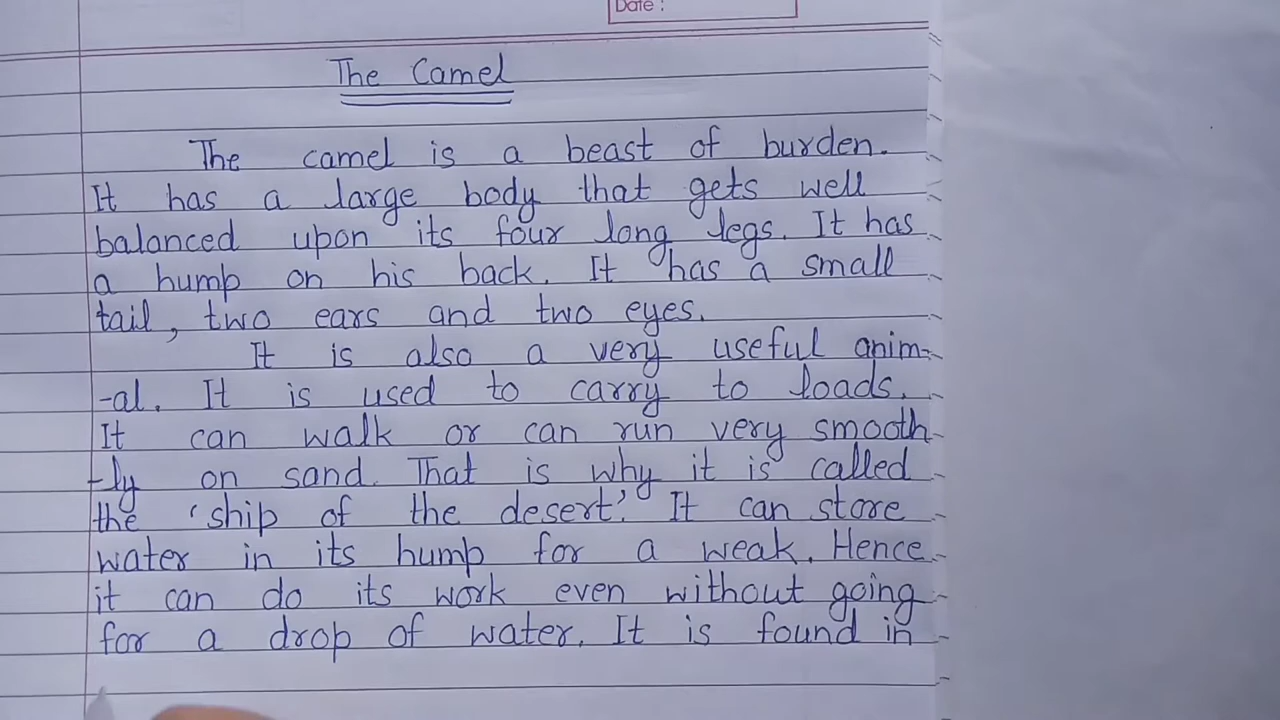 Date :
The Camel
The camel is a beast of burden.
It has a large body that gets well
balanced upon its four long legs. It has
a hump on his back. It has a small
tail, two ears and two eyes.
It is also a very useful anim-
-al. It is used to carry to loads.
It can walk or can run very smooth
-ly on sand. That is why it is called
the 'ship of the desert'. It can store
water in its hump for a weak. Hence
it can do its work even without going
for a drop of water. It is found in